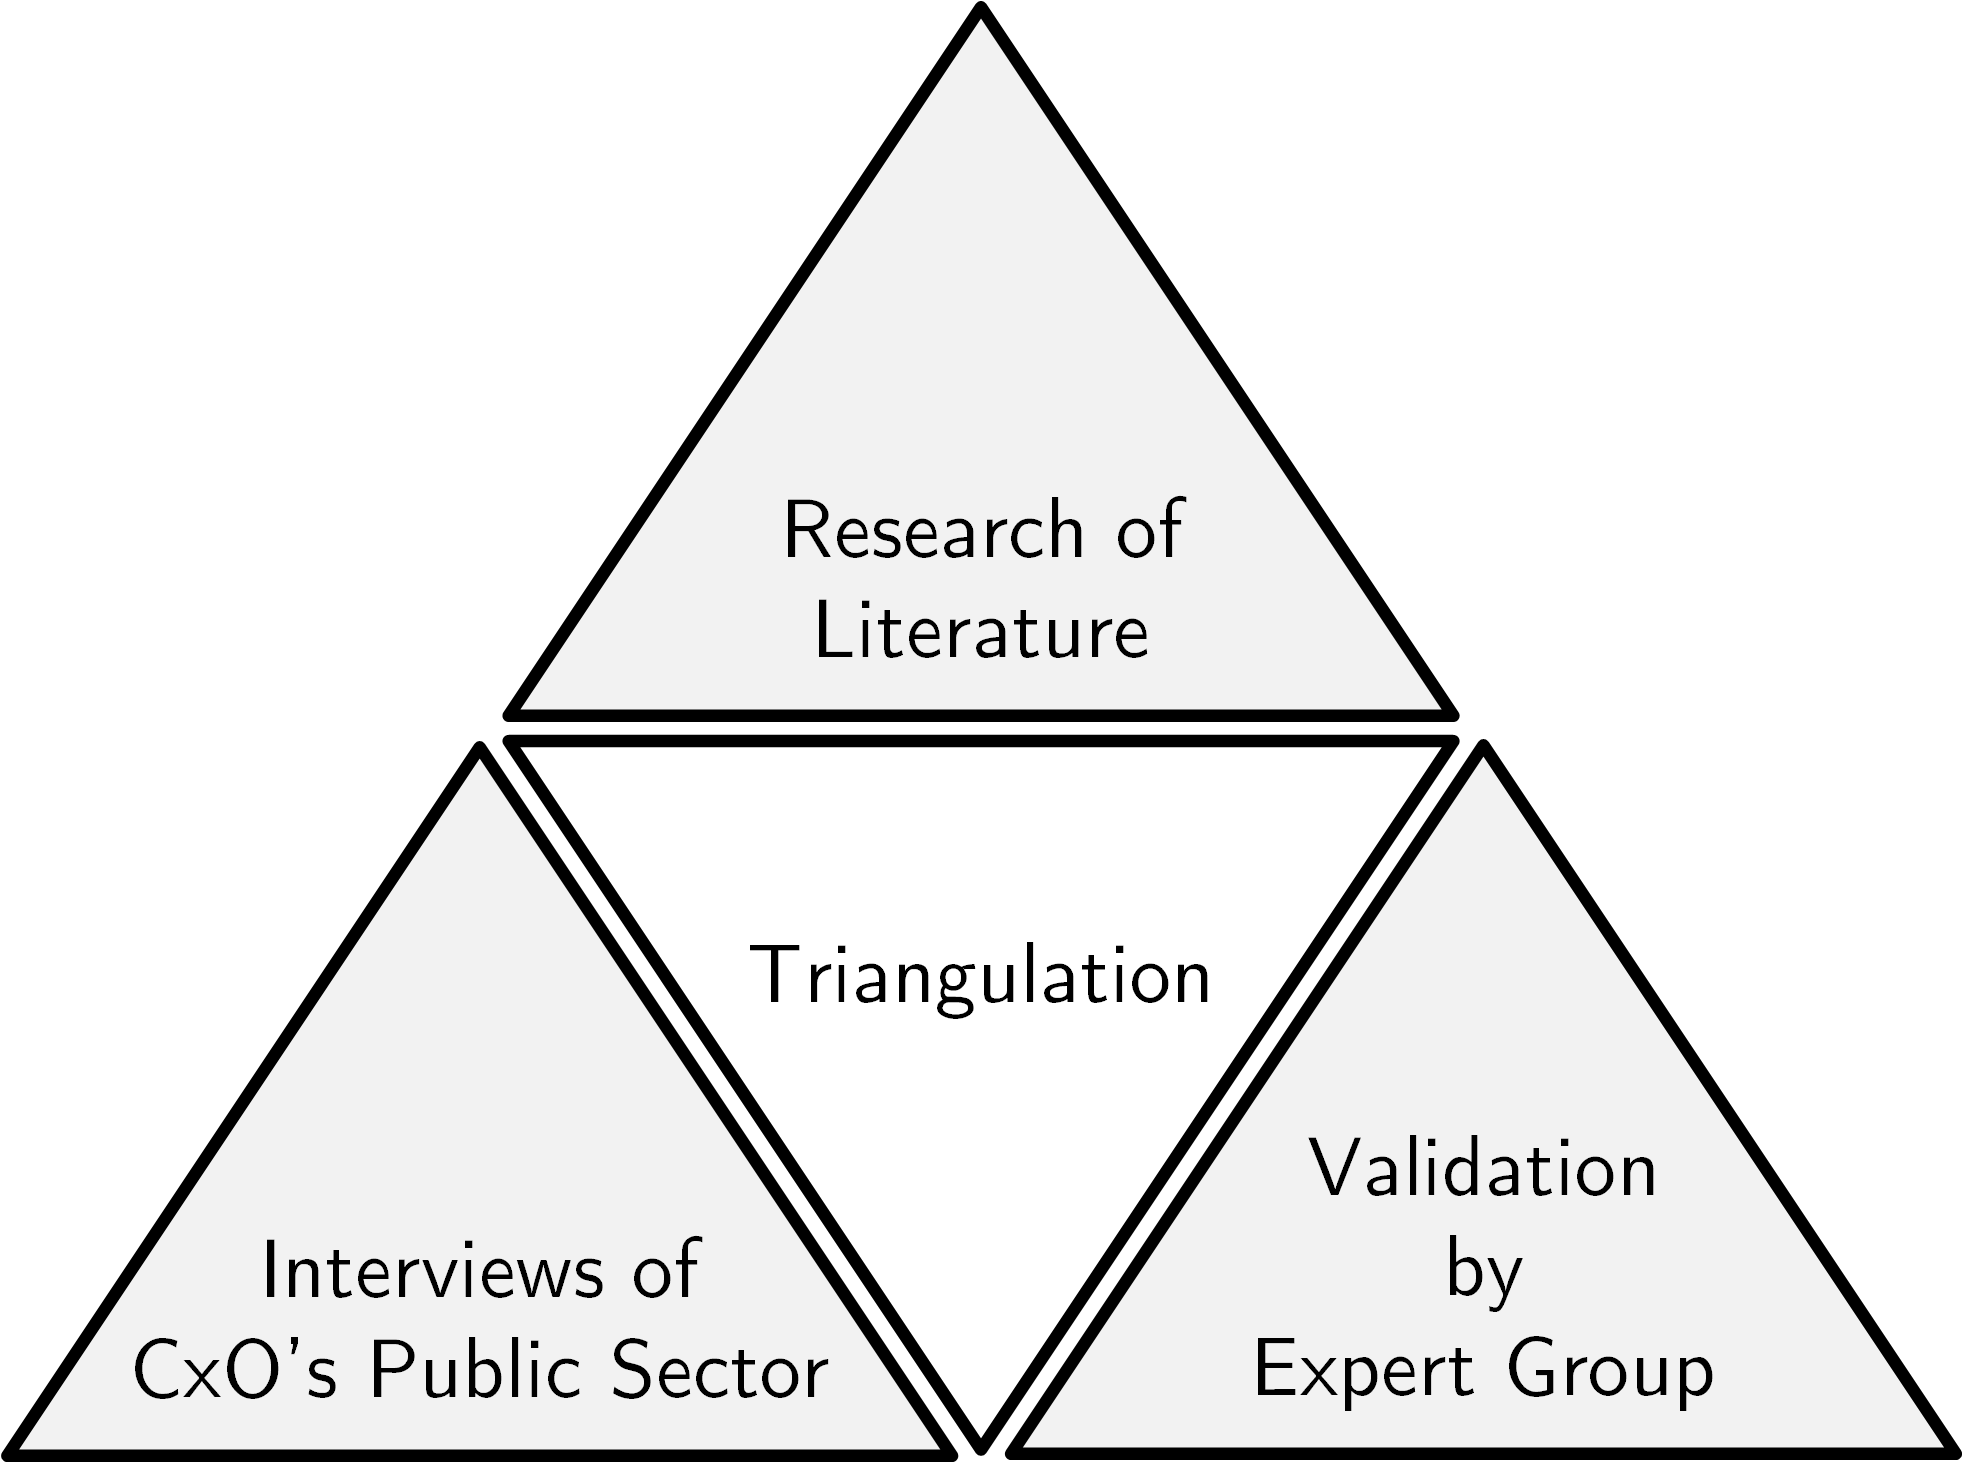 Research of
Literature
Triangulation
Interviews of
CxO’s Public Sector
Validation
by
Expert Group